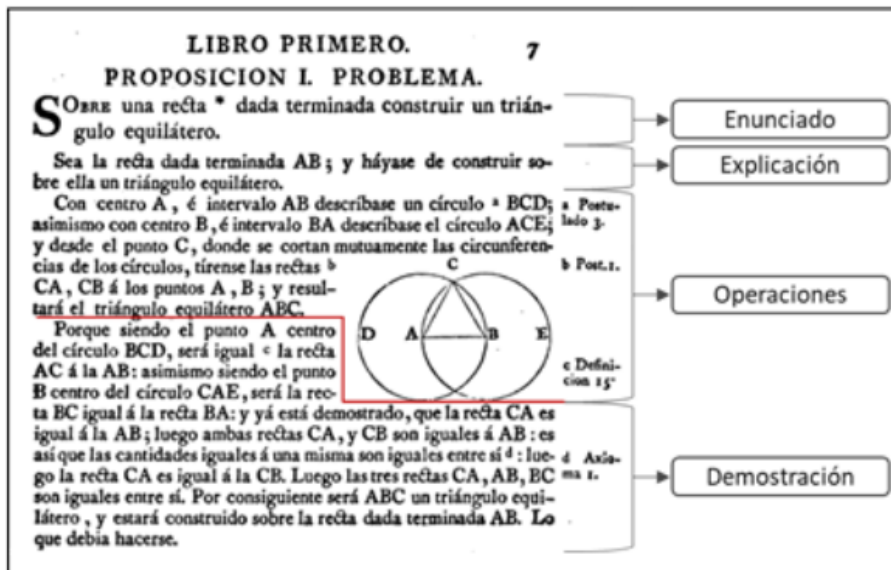 LIBRO PRIMERO. 7
PROPOSICION I. PROBLEMA.
SOBRE una recta * dada terminada construir un trián-
gulo equilátero.
Enunciado
Sea la recta dada terminada AB; y háyase de construir so-
bre ella un triángulo equilátero.
Explicación
Con centro A, é intervalo AB descríbase un círculo a BCD;
asimismo con centro B, é intervalo BA descríbase el círculo ACE;
y desde el punto C, donde se cortan mutuamente las circunferen-
cias de los círculos, tírense las rectas b
CA, CB á los puntos A, B; y resul-
tará el triángulo equilátero ABC.
a Postu-
lado 3.
b Post. 1.
C
D A B E
Operaciones
Porque siendo el punto A centro
del círculo BCD, será igual c la recta
AC á la AB: asimismo siendo el punto
B centro del círculo CAE, será la rec-
ta BC igual á la recta BA: y yá está demostrado, que la recta CA es
igual á la AB; luego ambas rectas CA, y CB son iguales á AB: es
así que las cantidades iguales á una misma son iguales entre sí d: lue-
go la recta CA es igual á la CB. Luego las tres rectas CA, AB, BC
son iguales entre sí. Por consiguiente será ABC un triángulo equi-
látero, y estará construido sobre la recta dada terminada AB. Lo
que debia hacerse.
c Defini-
cion 15.
d Axio-
ma 1.
Demostración